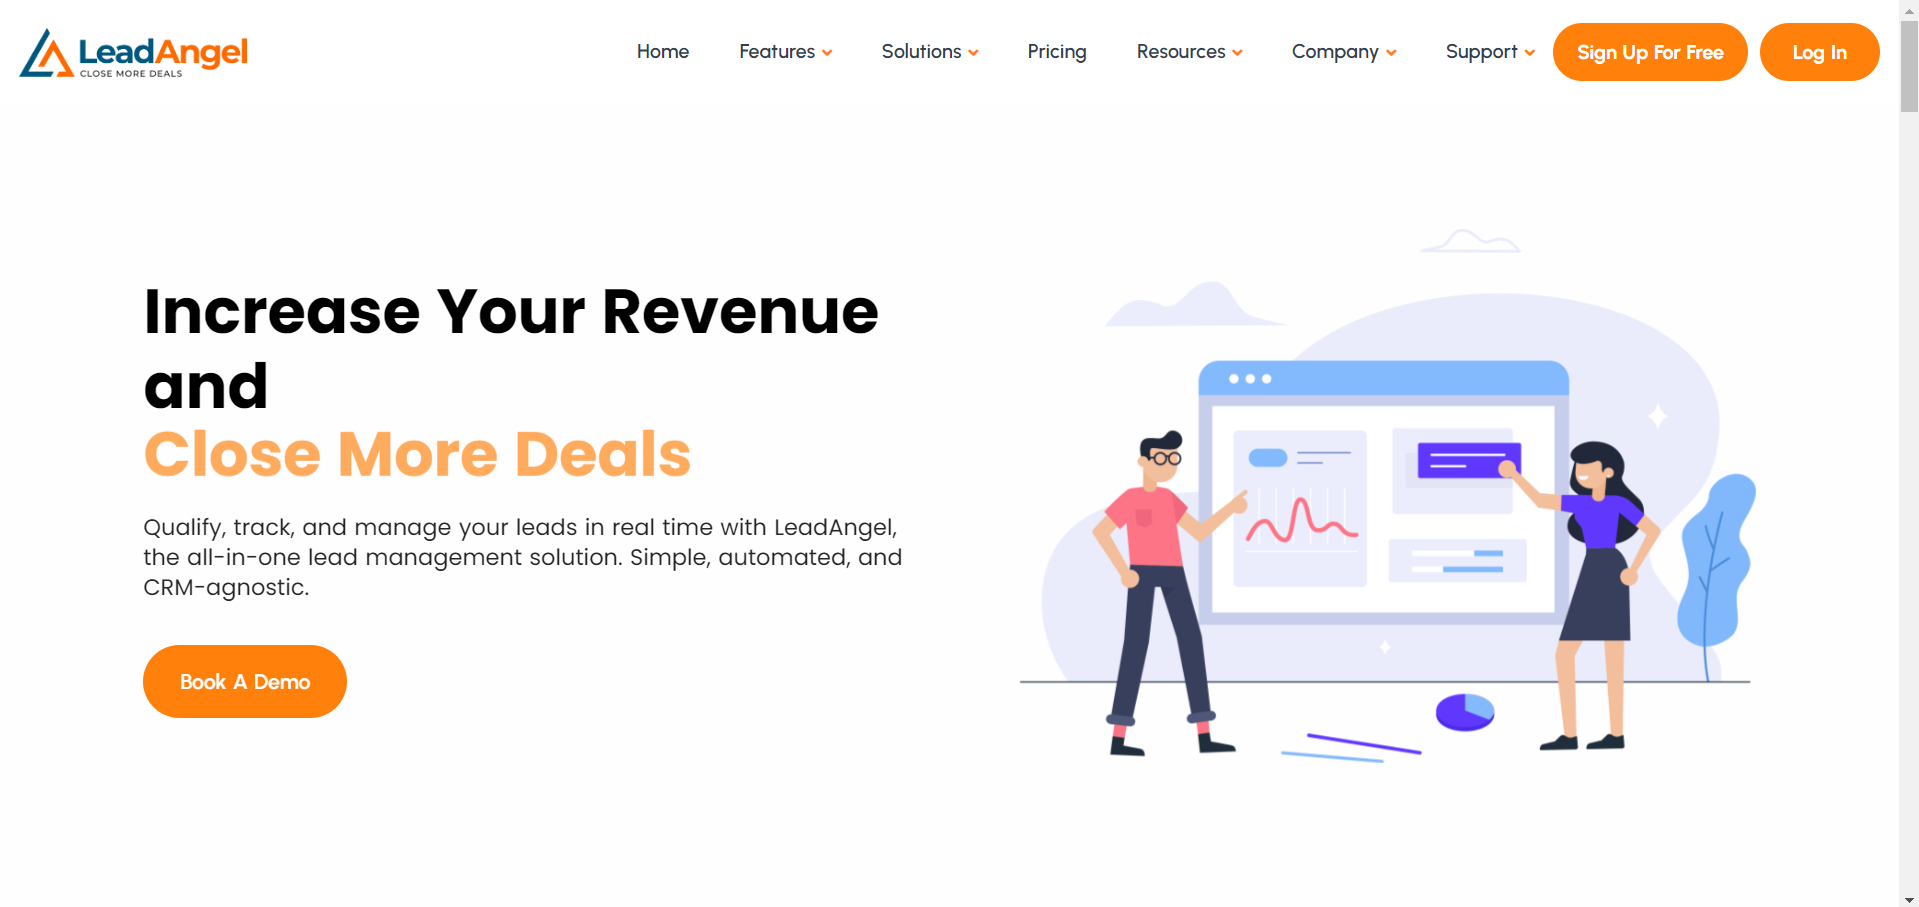 LeadAngel
CLOSE MORE DEALS
Home
Features
Solutions
Pricing
Resources
Company
Support
Sign Up For Free
Log In
Increase Your Revenue
and
Close More Deals
Qualify, track, and manage your leads in real time with LeadAngel,
the all-in-one lead management solution. Simple, automated, and
CRM-agnostic.
Book A Demo